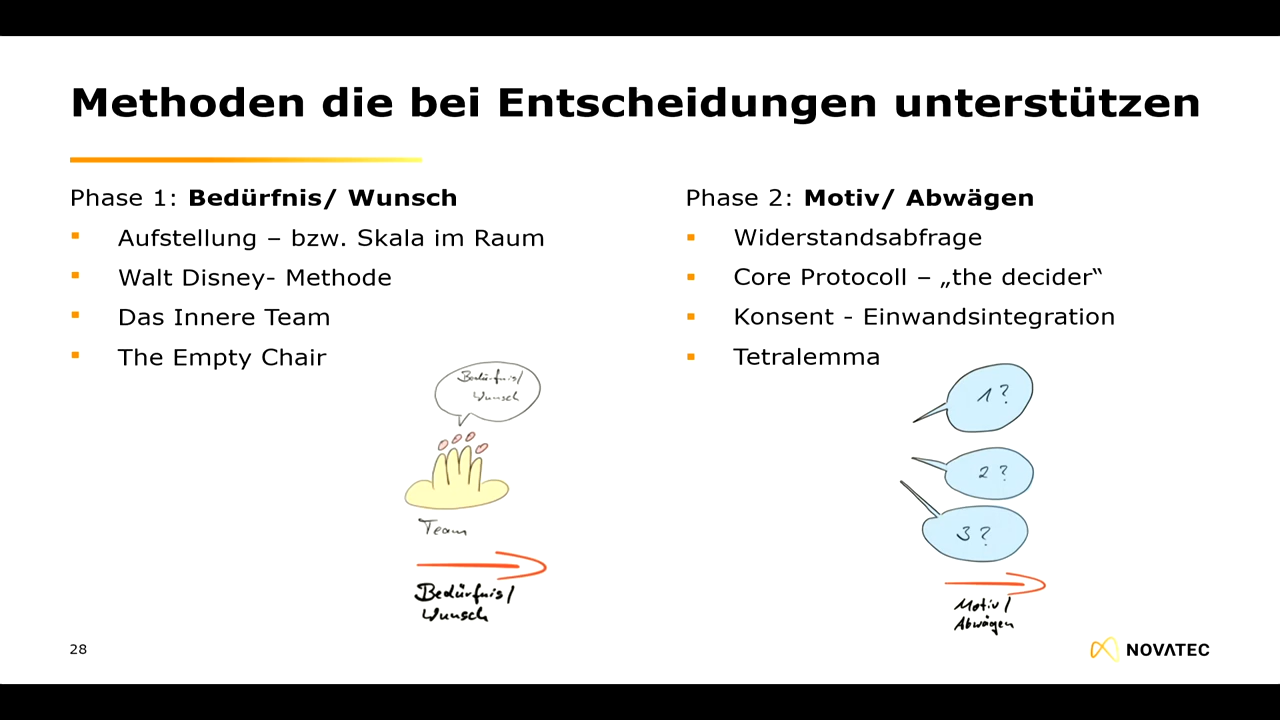 Methoden die bei Entscheidungen unterstützen
Phase 1: Bedürfnis/ Wunsch
Aufstellung – bzw. Skala im Raum
Walt Disney- Methode
Das Innere Team
The Empty Chair
Bedürfnis/
Wunsch
Team
Bedürfnis/
Wunsch
Phase 2: Motiv/ Abwägen
Widerstandsabfrage
Core Protocoll – „the decider“
Konsent - Einwandsintegration
Tetralemma
1?
2?
3?
Motiv/
Abwägen
28
NOVATEC